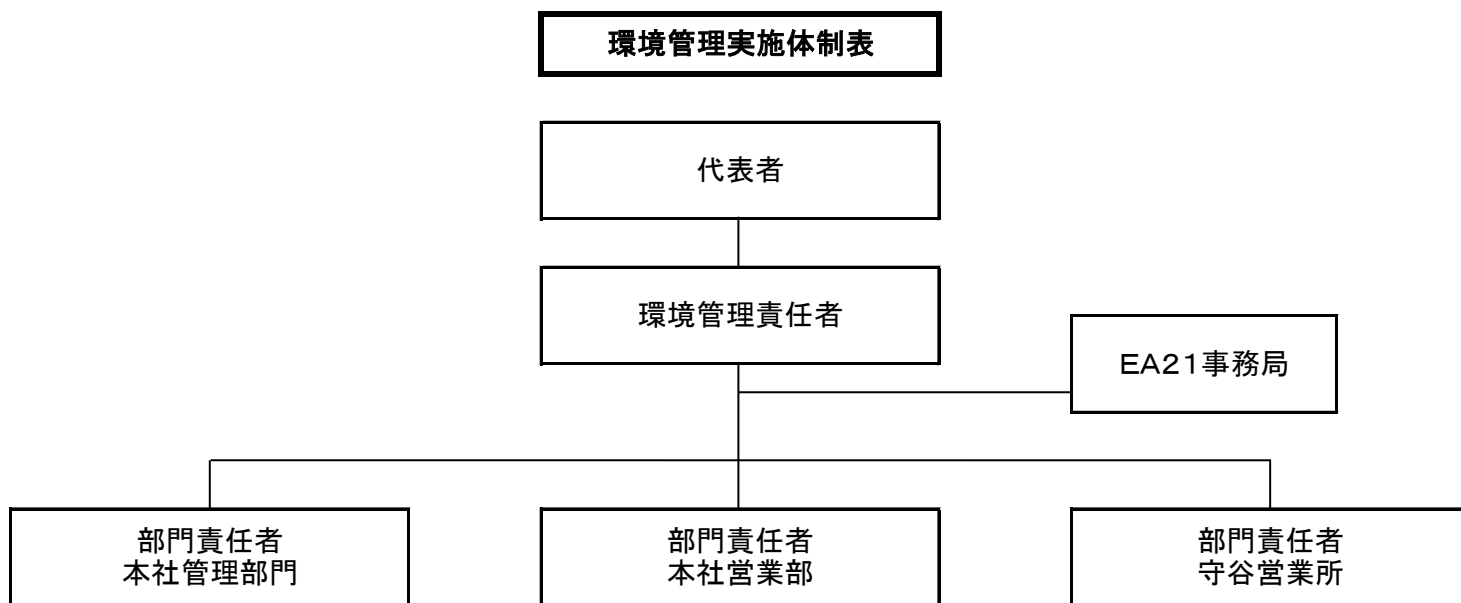 環境管理実施体制表
代表者
環境管理責任者
EA21事務局
部門責任者
本社管理部門
部門責任者
本社営業部
部門責任者
守谷営業所